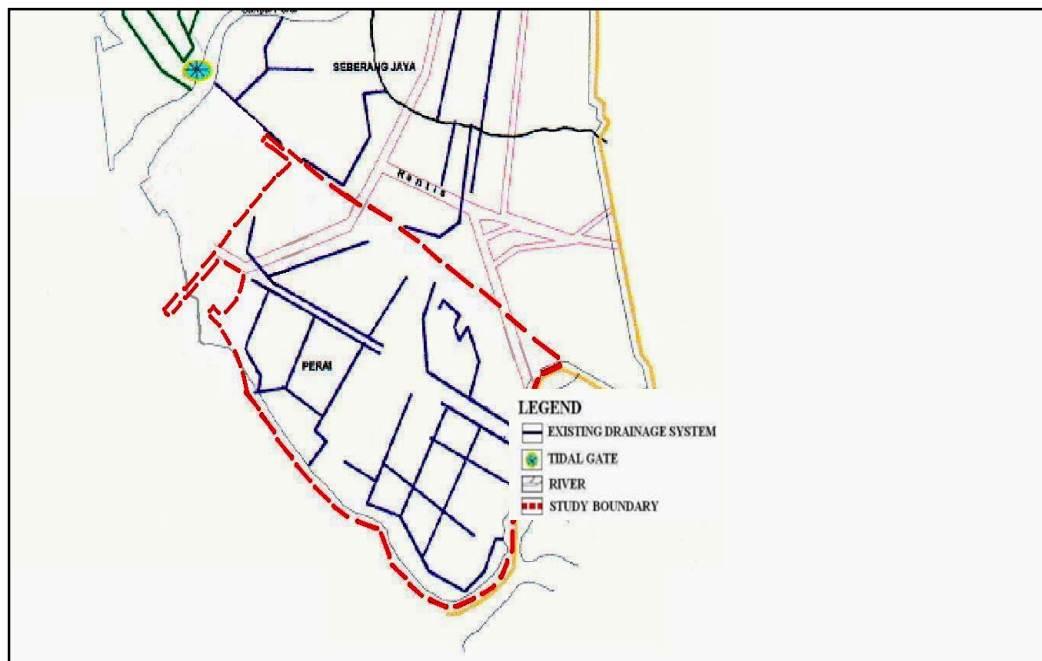 SEBERANG JAYA
Rentis
PERAI
LEGEND
EXISTING DRAINAGE SYSTEM
TIDAL GATE
RIVER
STUDY BOUNDARY